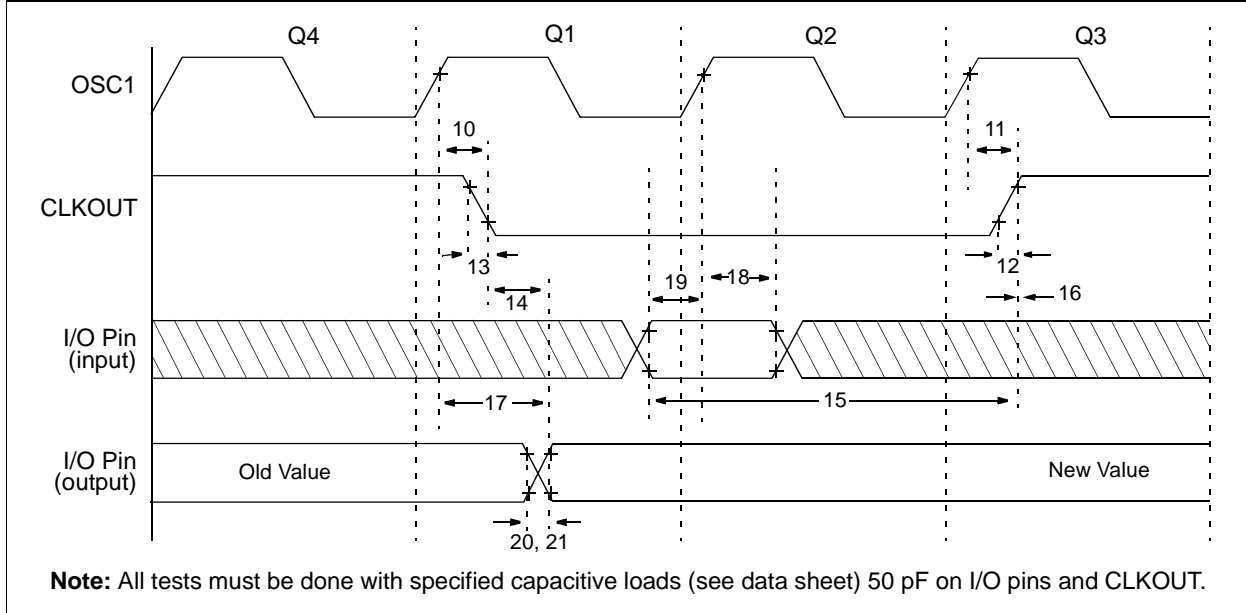 Q4 Q1 Q2 Q3
OSC1
10 11
CLKOUT
13 19 18 12
14 16
I/O Pin
(input)
17 15
I/O Pin
(output)
Old Value New Value
20, 21
Note: All tests must be done with specified capacitive loads (see data sheet) 50 pF on I/O pins and CLKOUT.